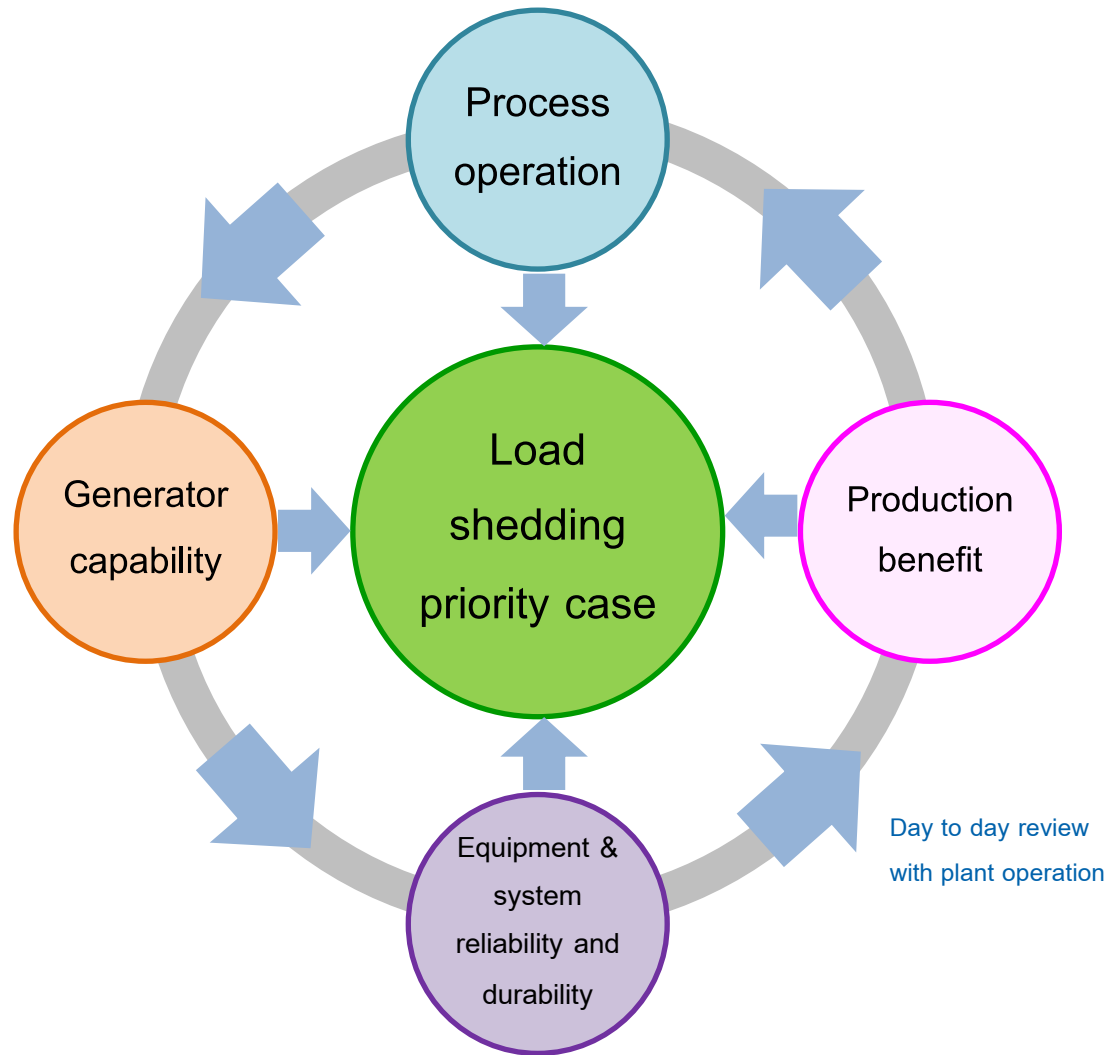 Process
operation
Generator
capability
Load
shedding
priority case
Production
benefit
Equipment &
system
reliability and
durability
Day to day review
with plant operation